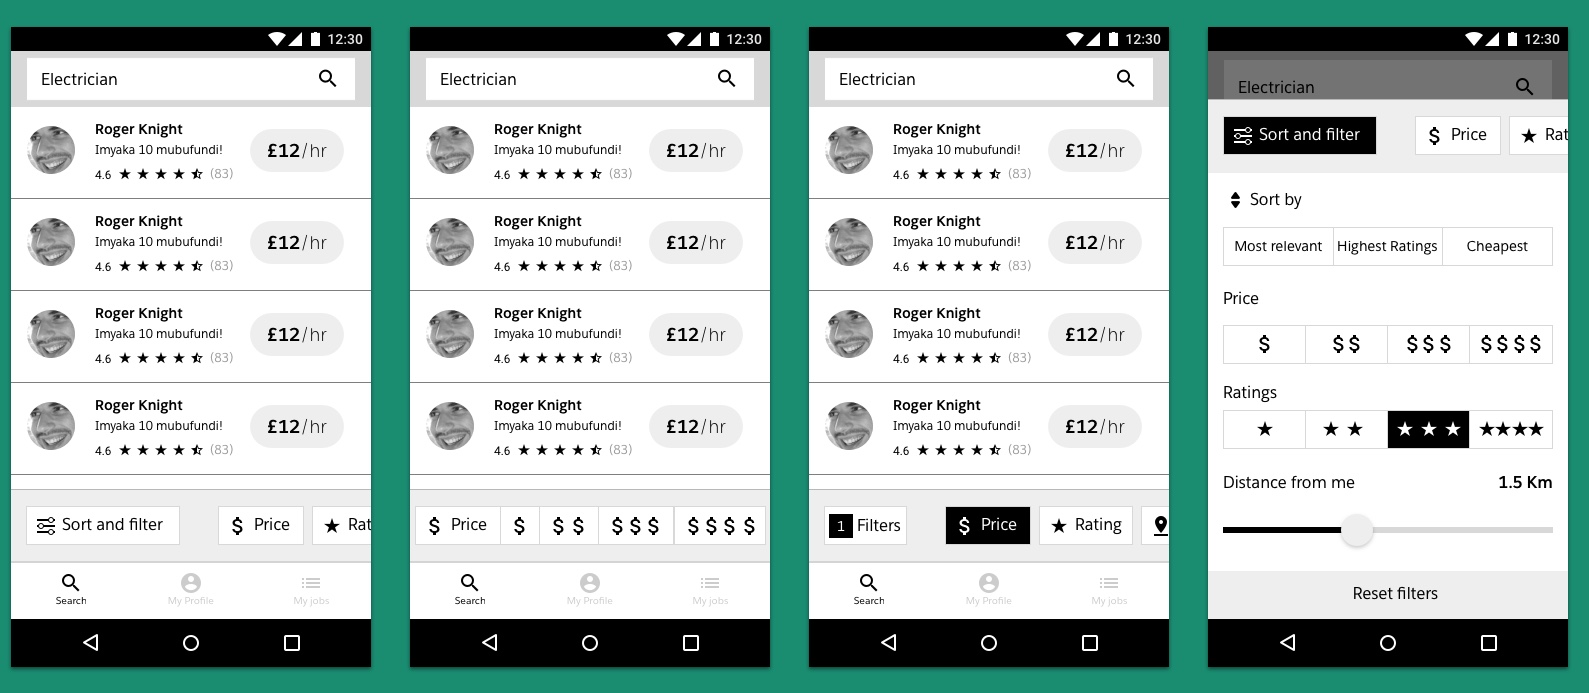 12:30
Electrician
Roger Knight
Imyaka 10 mubufundi!
4.6 (83)
£12/hr
Roger Knight
Imyaka 10 mubufundi!
4.6 (83)
£12/hr
Roger Knight
Imyaka 10 mubufundi!
4.6 (83)
£12/hr
Roger Knight
Imyaka 10 mubufundi!
4.6 (83)
£12/hr
Sort and filter $ Price Rat
Search My Profile My jobs
12:30
Electrician
Roger Knight
Imyaka 10 mubufundi!
4.6 (83)
£12/hr
Roger Knight
Imyaka 10 mubufundi!
4.6 (83)
£12/hr
Roger Knight
Imyaka 10 mubufundi!
4.6 (83)
£12/hr
Roger Knight
Imyaka 10 mubufundi!
4.6 (83)
£12/hr
$ Price $ $ $ $ $ $ $ $ $ $
Search My Profile My jobs
12:30
Electrician
Roger Knight
Imyaka 10 mubufundi!
4.6 (83)
£12/hr
Roger Knight
Imyaka 10 mubufundi!
4.6 (83)
£12/hr
Roger Knight
Imyaka 10 mubufundi!
4.6 (83)
£12/hr
Roger Knight
Imyaka 10 mubufundi!
4.6 (83)
£12/hr
1 Filters $ Price Rating
Search My Profile My jobs
12:30
Electrician
Sort and filter $ Price Rat
Sort by
Most relevant Highest Ratings Cheapest
Price
$ $ $ $ $ $ $ $ $ $
Ratings
Distance from me 1.5 Km
Reset filters